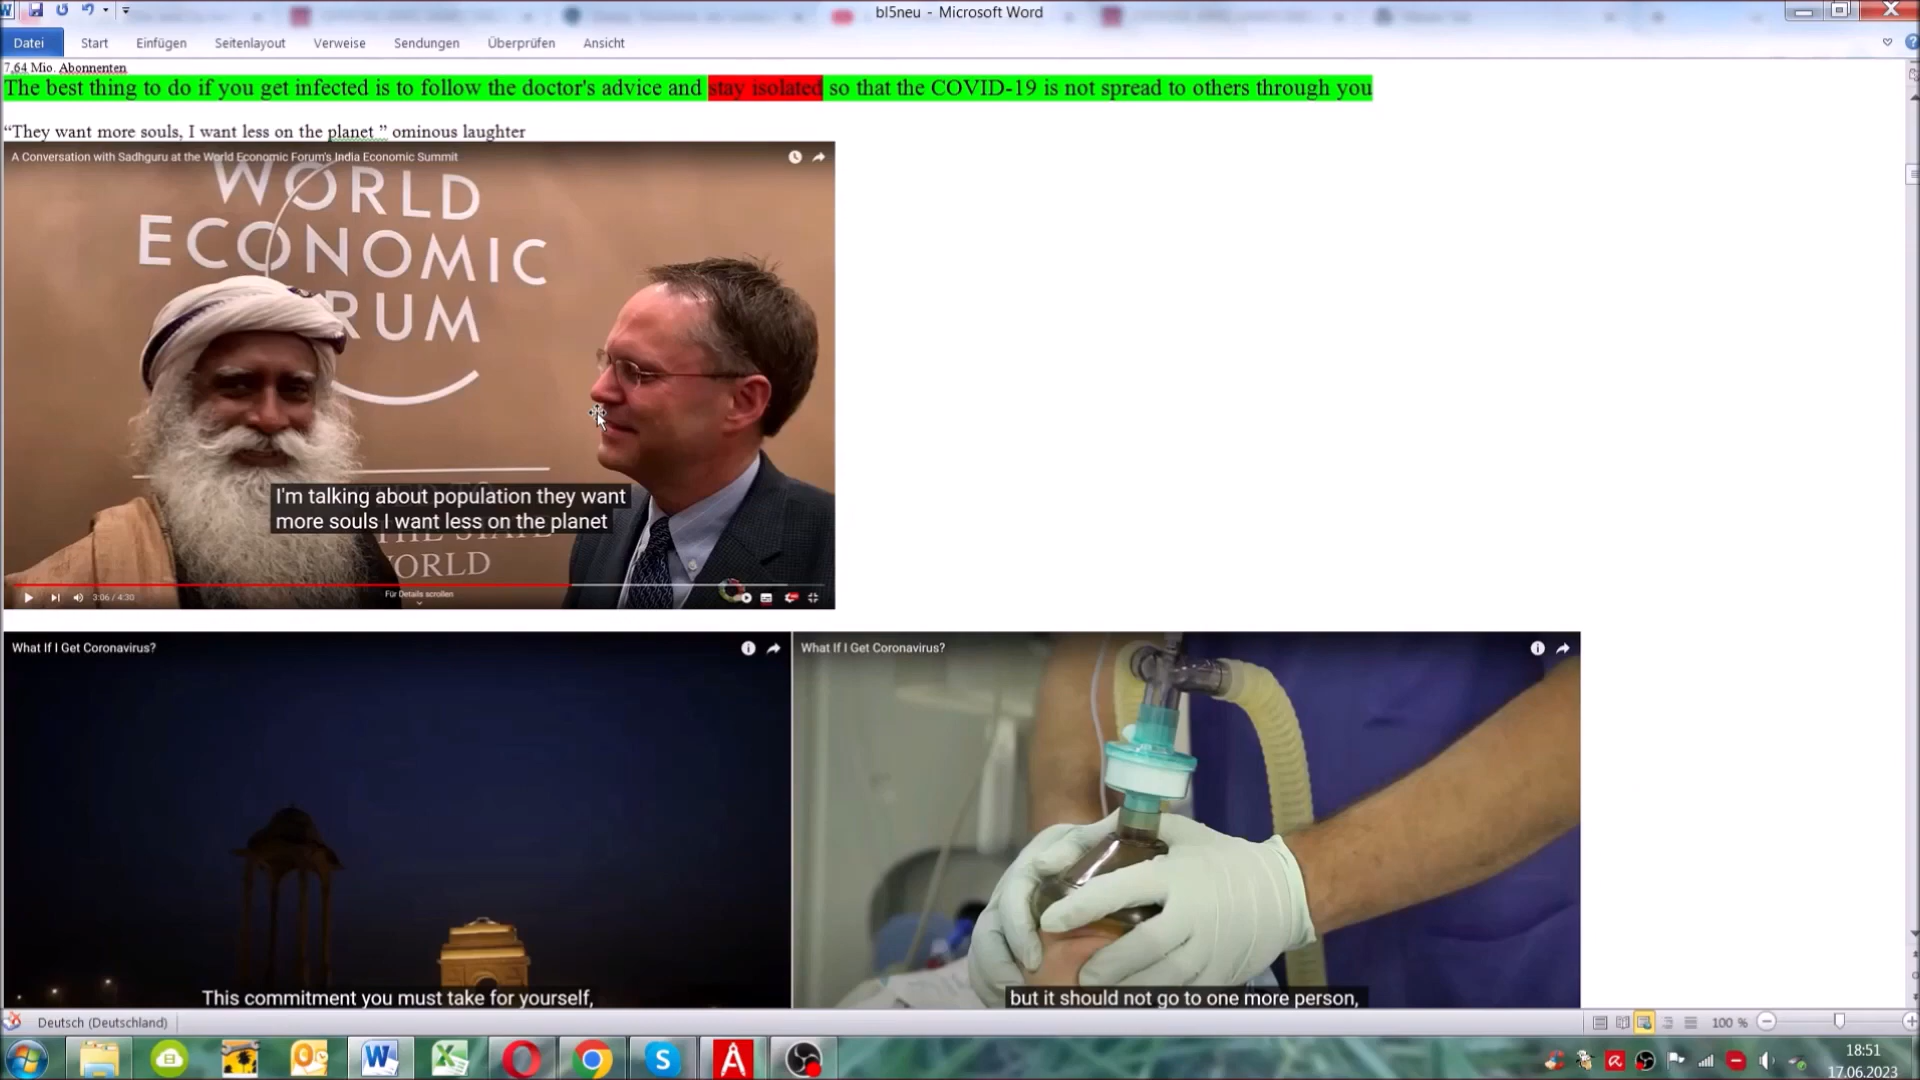 bl5neu - Microsoft Word
Datei Start Einfügen Seitenlayout Verweise Sendungen Überprüfen Ansicht
7,64 Mio. Abonnenten
The best thing to do if you get infected is to follow the doctor's advice and stay isolated so that the COVID-19 is not spread to others through you
“They want more souls, I want less on the planet ” ominous laughter
A Conversation with Sadhguru at the World Economic Forum's India Economic Summit
WORLD
ECONOMIC
RUM
I'm talking about population they want
more souls I want less on the planet
THE STATE
WORLD
3:06 / 4:30
Für Details scrollen
What If I Get Coronavirus?
What If I Get Coronavirus?
This commitment you must take for yourself,
but it should not go to one more person,
Deutsch (Deutschland)
100 %
18:51
17.06.2023